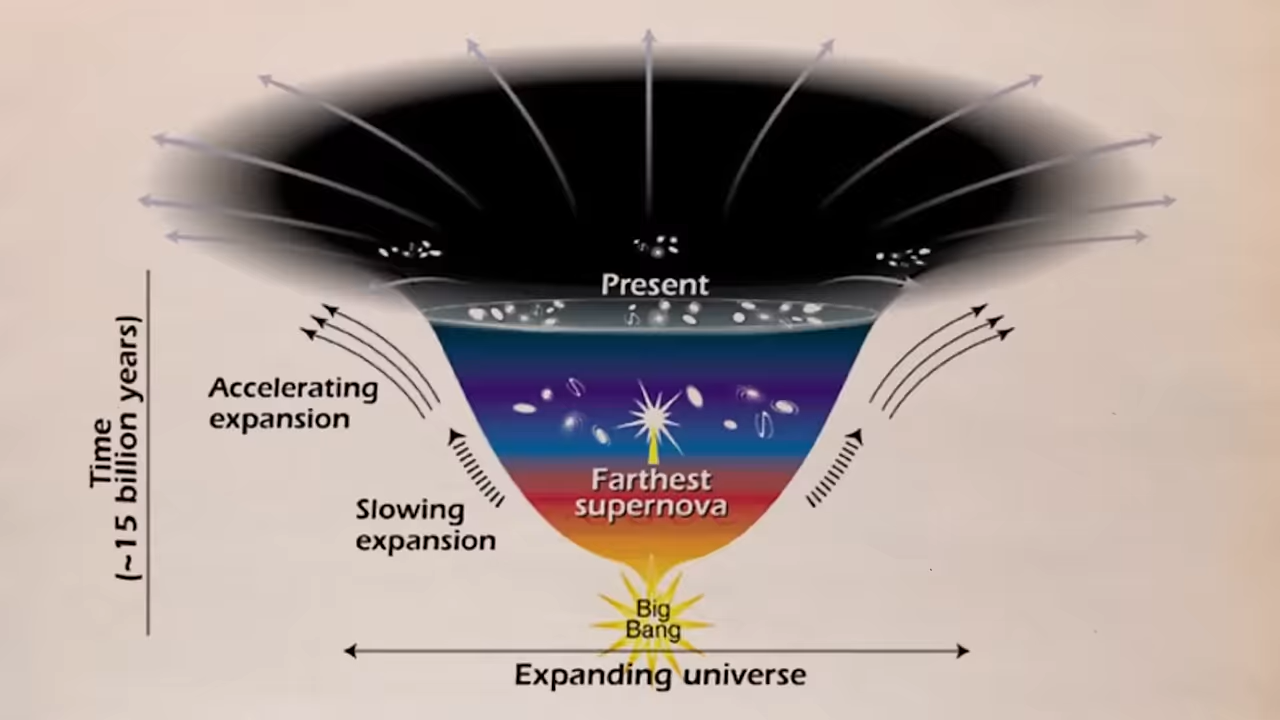 Present
Accelerating
expansion
Time
(~15 billion years)
Farthest
supernova
Slowing
expansion
Big
Bang
Expanding universe